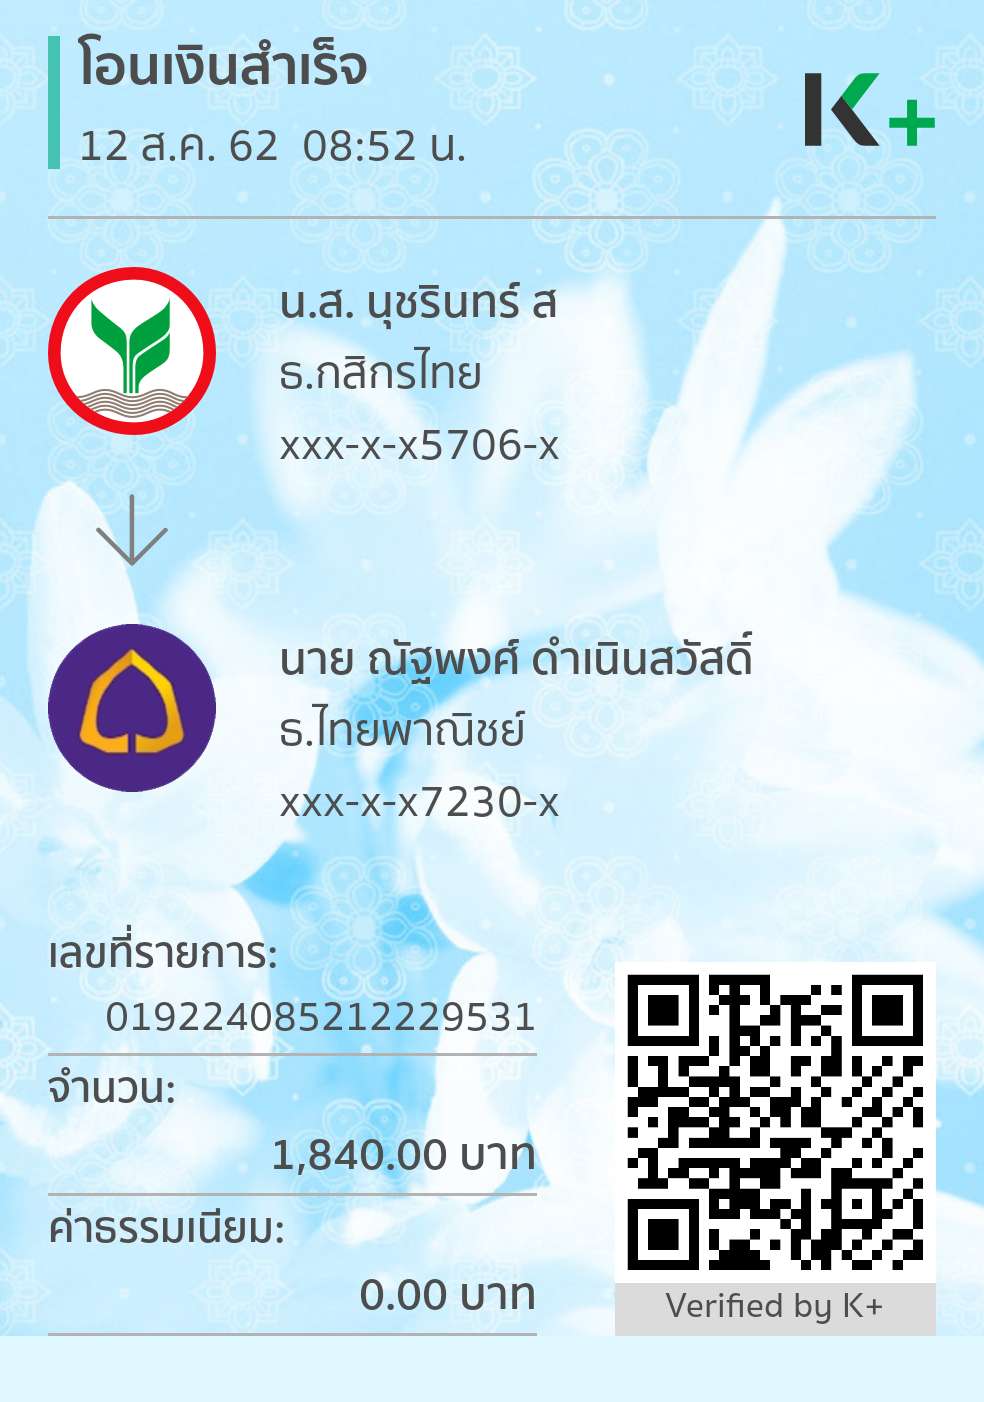 โอนเงินสำเร็จ
12 ส.ค. 62 08:52 น.
K+
น.ส. นุชรินทร์ ส
ธ.กสิกรไทย
xxx-x-x5706-x
นาย ณัฐพงศ์ ดำเนินสวัสดิ์
ธ.ไทยพาณิชย์
xxx-x-x7230-x
เลขที่รายการ:
019224085212229531
จำนวน:
1,840.00 บาท
ค่าธรรมเนียม:
0.00 บาท
Verified by K+